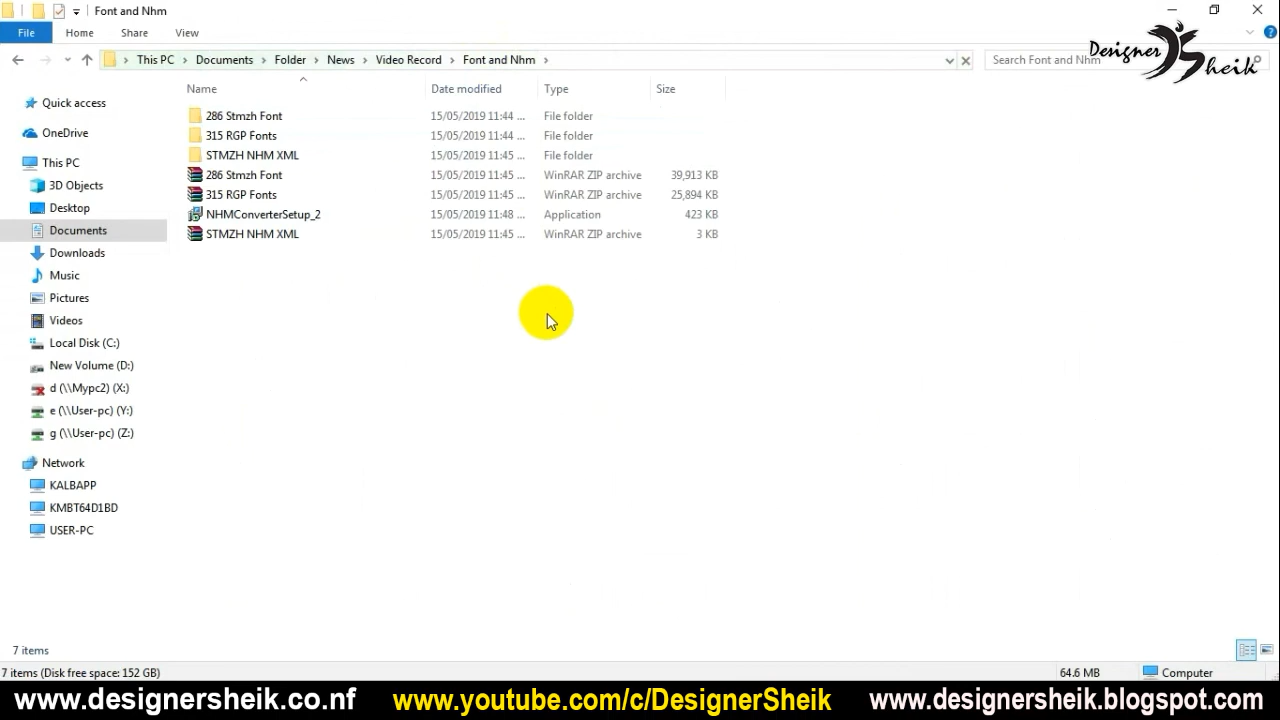 Font and Nhm
File Home Share View
This PC Documents Folder News Video Record Font and Nhm
Search Font and Nhm
Designer Sheik
Name Date modified Type Size
286 Stmzh Font 15/05/2019 11:44 ... File folder
315 RGP Fonts 15/05/2019 11:44 ... File folder
STMZH NHM XML 15/05/2019 11:45 ... File folder
286 Stmzh Font 15/05/2019 11:45 ... WinRAR ZIP archive 39,913 KB
315 RGP Fonts 15/05/2019 11:45 ... WinRAR ZIP archive 25,894 KB
NHMConverterSetup_2 15/05/2019 11:48 ... Application 423 KB
STMZH NHM XML 15/05/2019 11:45 ... WinRAR ZIP archive 3 KB
Quick access
OneDrive
This PC
3D Objects
Desktop
Documents
Downloads
Music
Pictures
Videos
Local Disk (C:)
New Volume (D:)
d (\\Mypc2) (X:)
e (\\User-pc) (Y:)
g (\\User-pc) (Z:)
Network
KALBAPP
KMBT64D1BD
USER-PC
7 items
7 items (Disk free space: 152 GB) 64.6 MB Computer
www.designersheik.co.nf www.youtube.com/c/DesignerSheik www.designersheik.blogspot.com